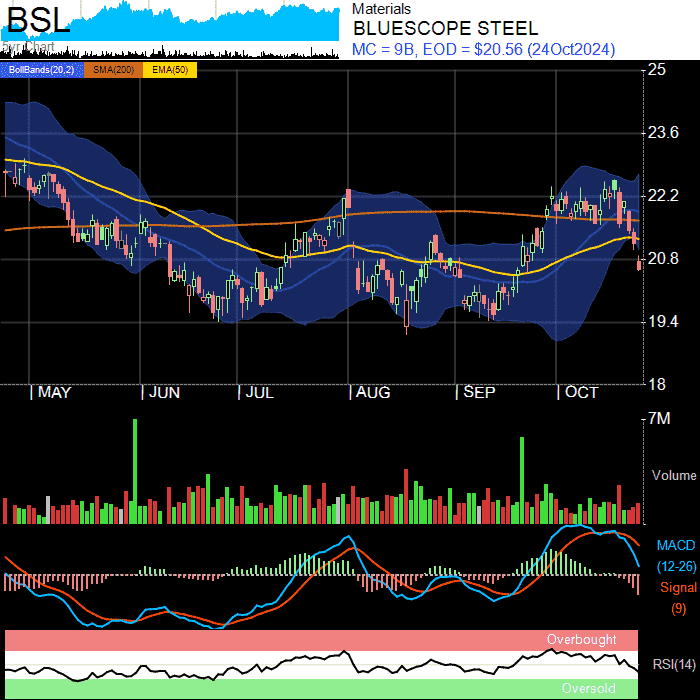 BSL
5yr Chart
Materials
BLUESCOPE STEEL
MC = 9B, EOD = $20.56 (24Oct2024)
BollBands(20,2) SMA(200) EMA(50)
25
23.6
22.2
20.8
19.4
18
MAY JUN JUL AUG SEP OCT
7M
Volume
MACD
(12-26)
Signal
(9)
Overbought
RSI(14)
Oversold